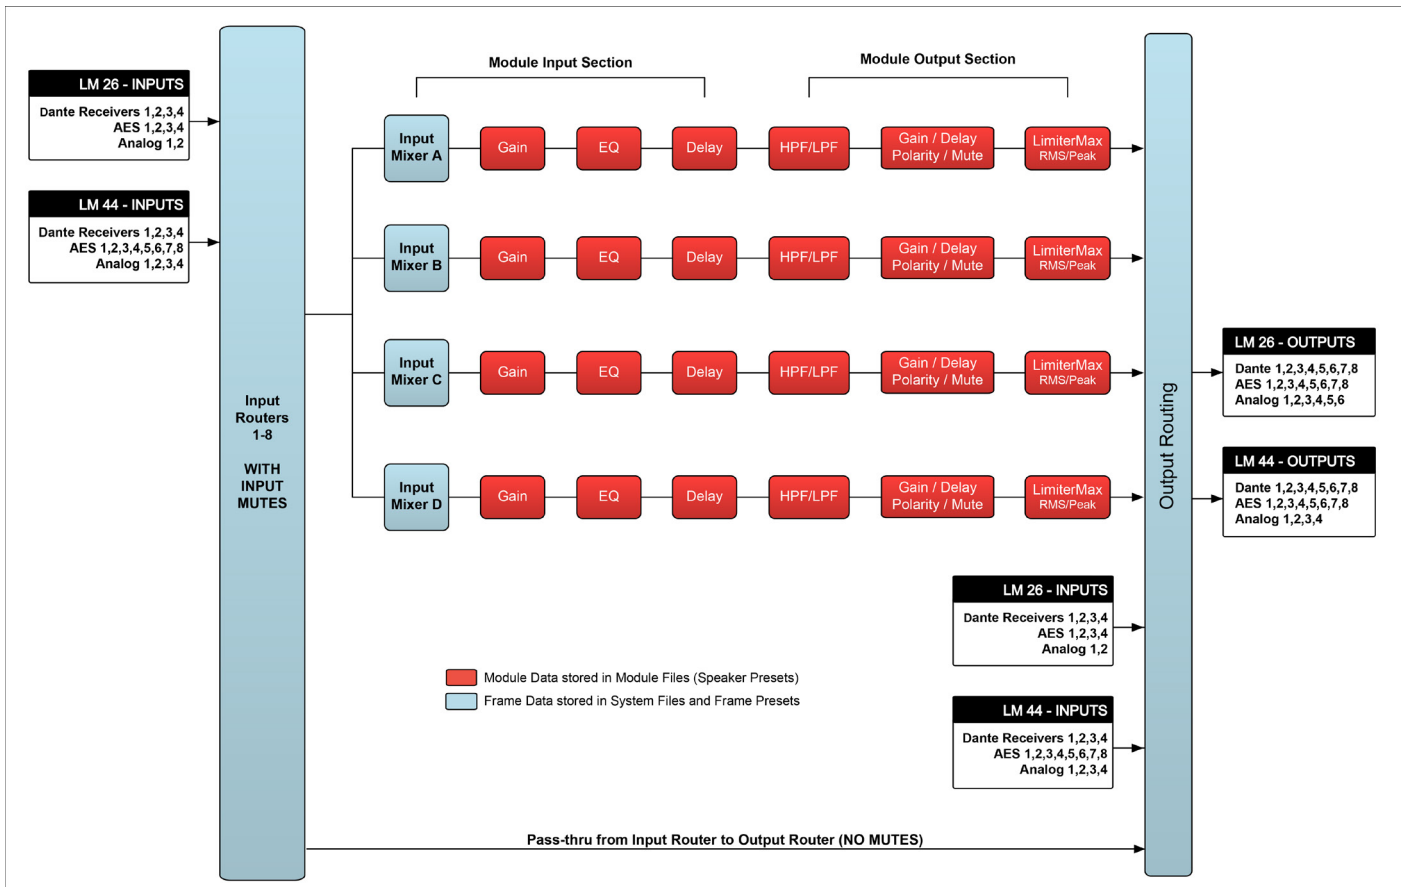 Module Input Section
Module Output Section
LM 26 - INPUTS
Dante Receivers 1,2,3,4
AES 1,2,3,4
Analog 1,2
LM 44 - INPUTS
Dante Receivers 1,2,3,4
AES 1,2,3,4,5,6,7,8
Analog 1,2,3,4
Input
Routers
1-8
WITH
INPUT
MUTES
Input
Mixer A
Gain
EQ
Delay
HPF/LPF
Gain / Delay
Polarity / Mute
LimiterMax
RMS/Peak
Input
Mixer B
Gain
EQ
Delay
HPF/LPF
Gain / Delay
Polarity / Mute
LimiterMax
RMS/Peak
Input
Mixer C
Gain
EQ
Delay
HPF/LPF
Gain / Delay
Polarity / Mute
LimiterMax
RMS/Peak
Input
Mixer D
Gain
EQ
Delay
HPF/LPF
Gain / Delay
Polarity / Mute
LimiterMax
RMS/Peak
Output Routing
LM 26 - OUTPUTS
Dante 1,2,3,4,5,6,7,8
AES 1,2,3,4,5,6,7,8
Analog 1,2,3,4,5,6
LM 44 - OUTPUTS
Dante 1,2,3,4,5,6,7,8
AES 1,2,3,4,5,6,7,8
Analog 1,2,3,4
LM 26 - INPUTS
Dante Receivers 1,2,3,4
AES 1,2,3,4
Analog 1,2
LM 44 - INPUTS
Dante Receivers 1,2,3,4
AES 1,2,3,4,5,6,7,8
Analog 1,2,3,4
Module Data stored in Module Files (Speaker Presets)
Frame Data stored in System Files and Frame Presets
Pass-thru from Input Router to Output Router (NO MUTES)